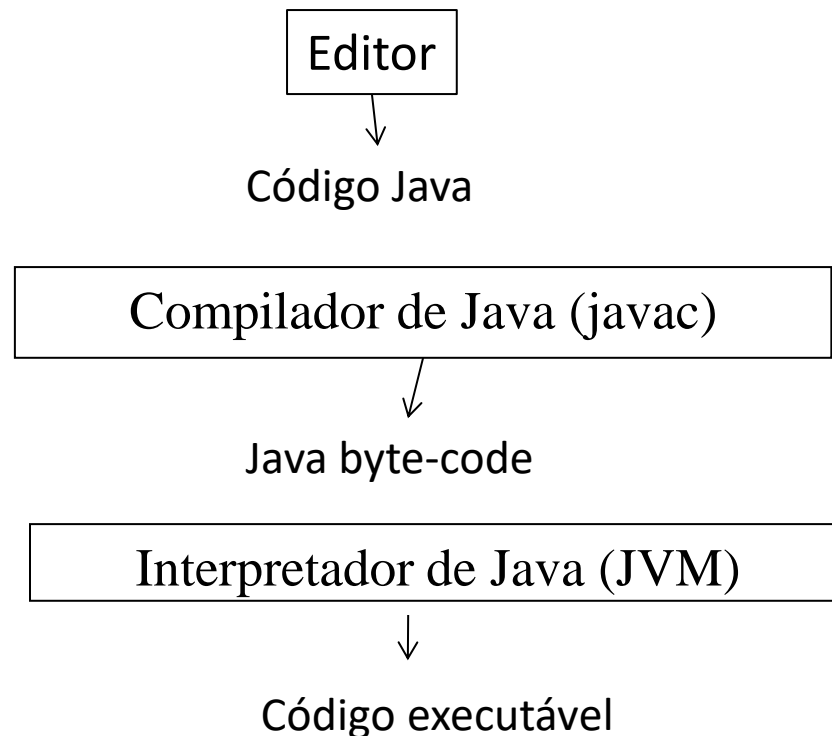 Editor
Código Java
Compilador de Java (javac)
Java byte-code
Interpretador de Java (JVM)
Código executável